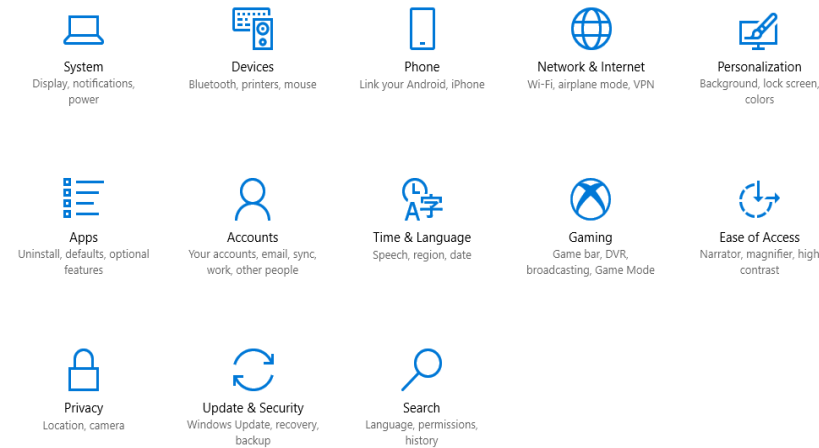 System
Display, notifications,
power
Devices
Bluetooth, printers, mouse
Phone
Link your Android, iPhone
Network & Internet
Wi-Fi, airplane mode, VPN
Personalization
Background, lock screen,
colors
Apps
Uninstall, defaults, optional
features
Accounts
Your accounts, email, sync,
work, other people
Time & Language
Speech, region, date
Gaming
Game bar, DVR,
broadcasting, Game Mode
Ease of Access
Narrator, magnifier, high
contrast
Privacy
Location, camera
Update & Security
Windows Update, recovery,
backup
Search
Language, permissions,
history